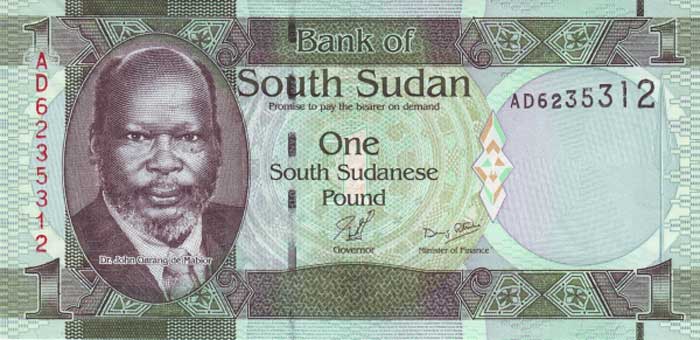 1
Bank of
1
South Sudan
Promise to pay the bearer on demand
AD6235312
AD6235312
One
South Sudanese
Pound
Governor
Minister of Finance
Dr. John Garang de Mabior
1
1